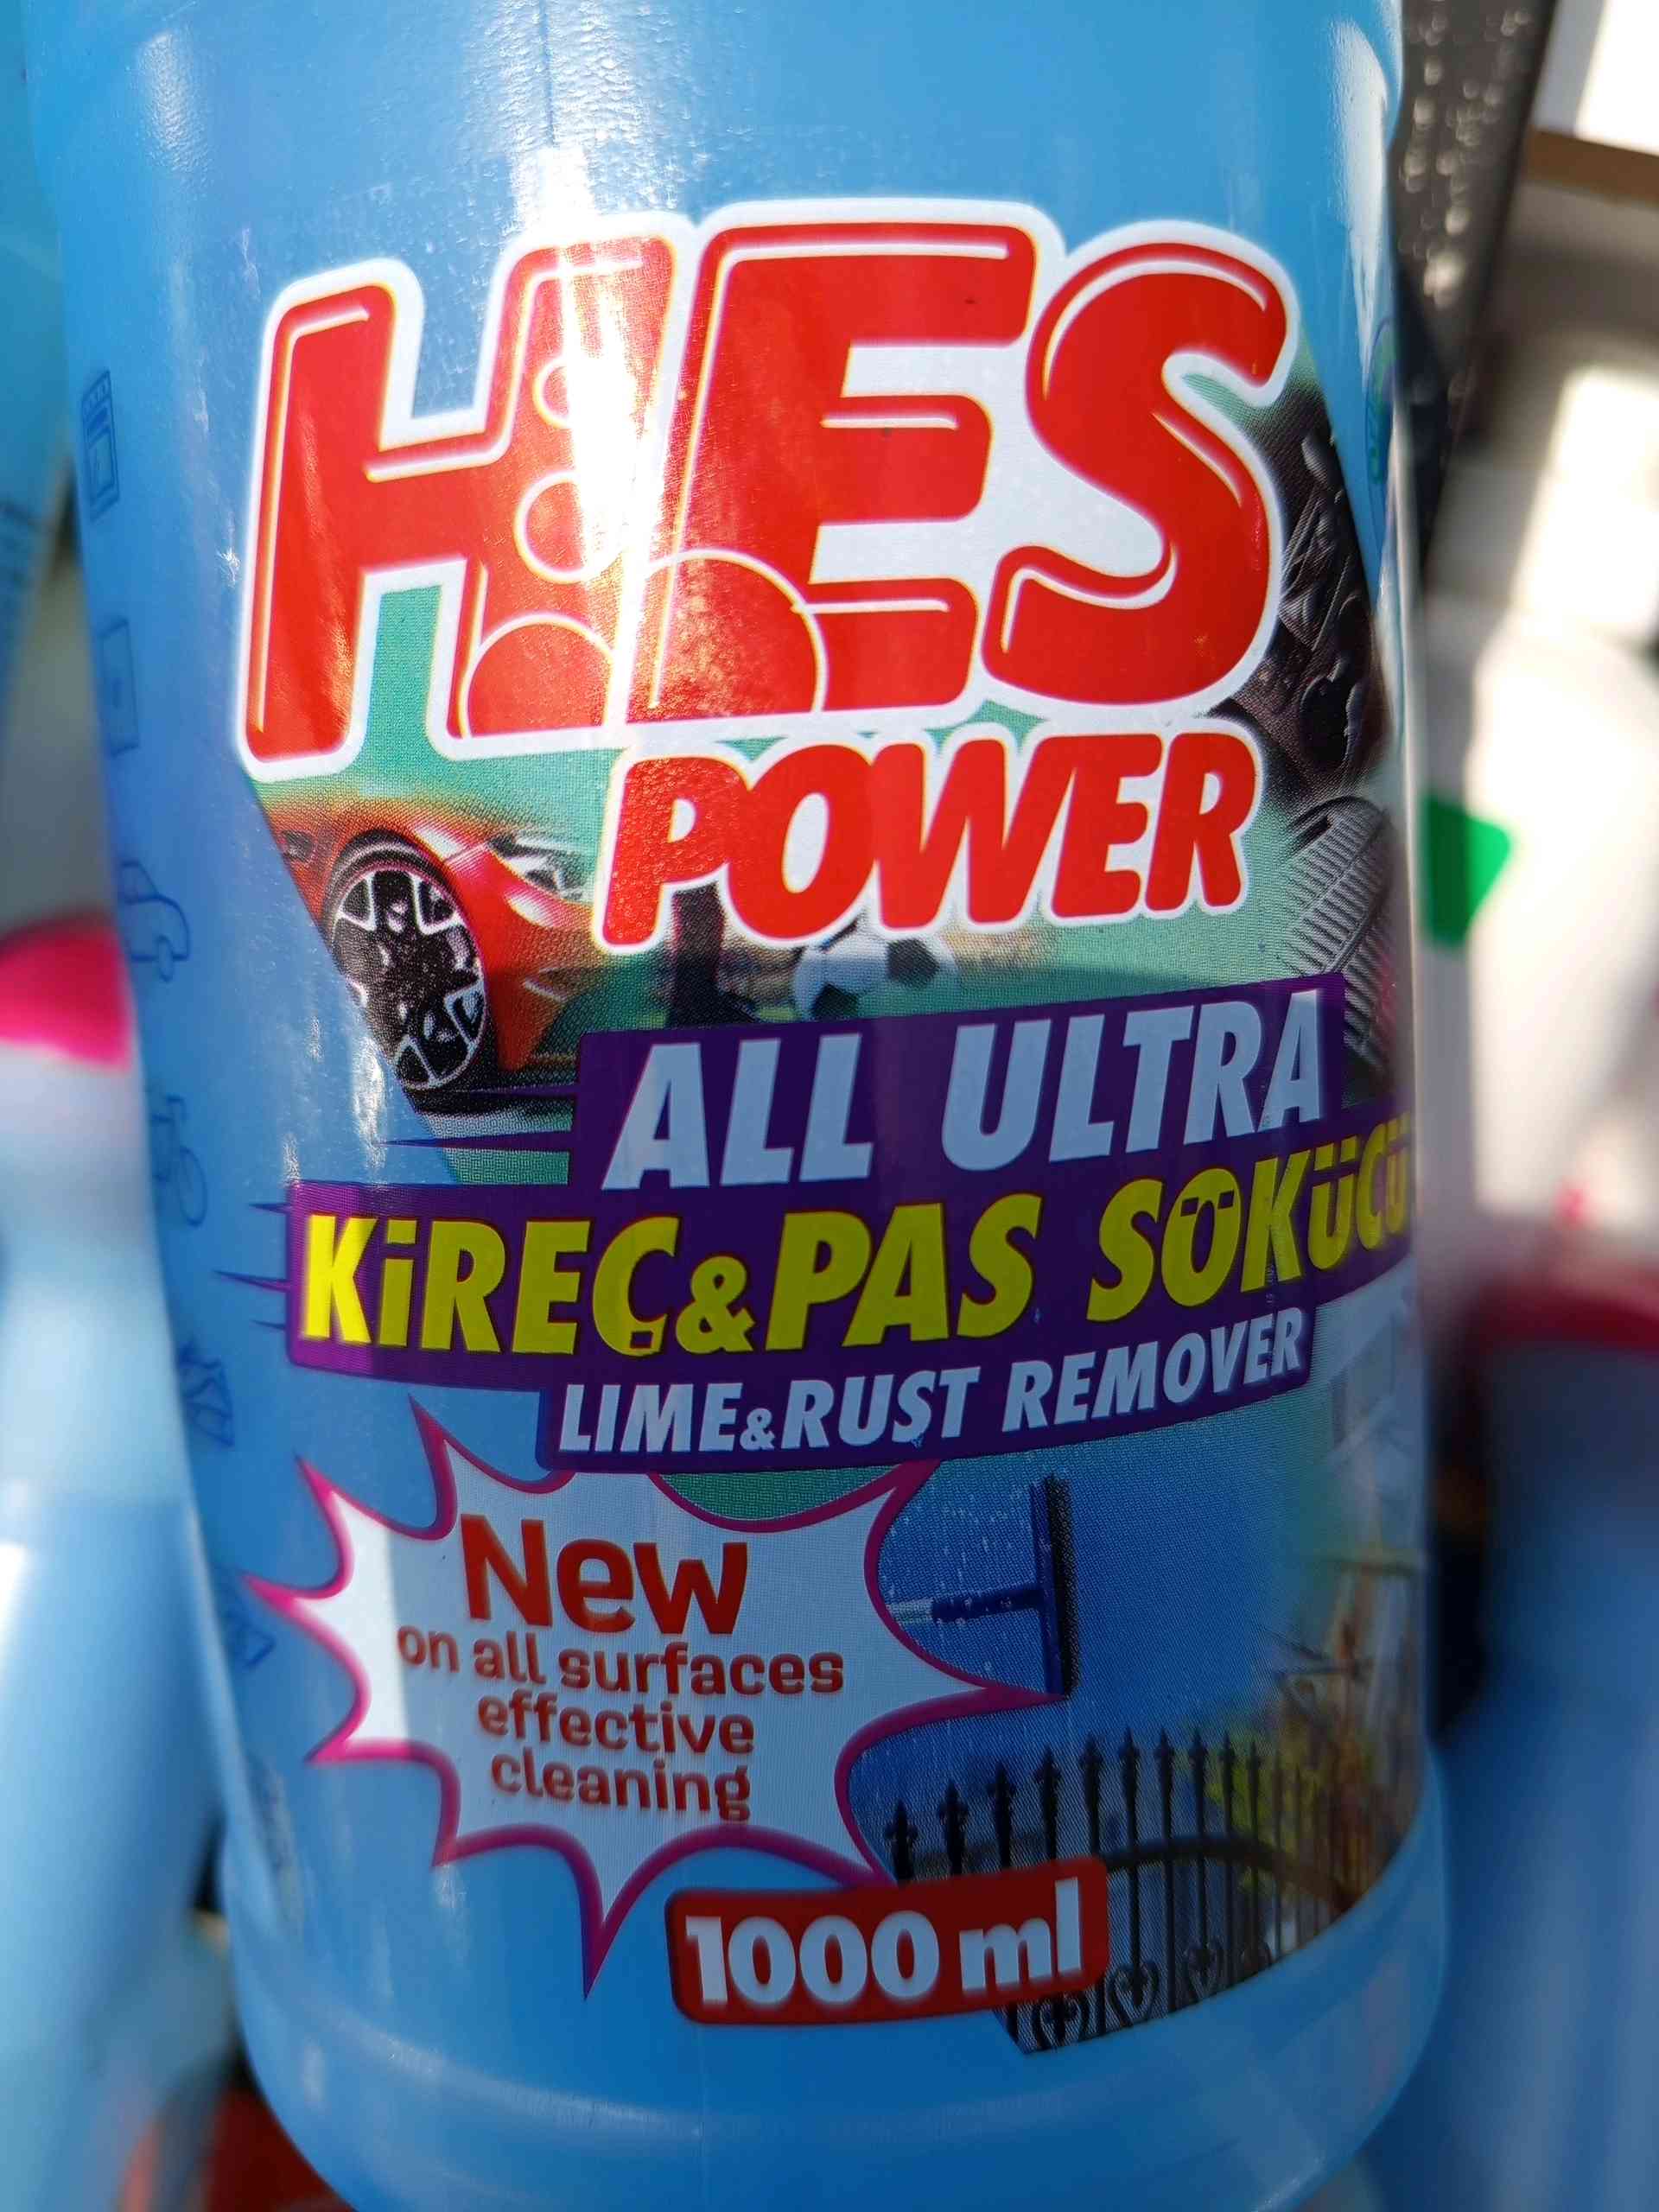 HES
POWER
ALL ULTRA
KiREÇ&PAS SÖKÜCÜ
LIME&RUST REMOVER
New
on all surfaces
effective
cleaning
1000 ml